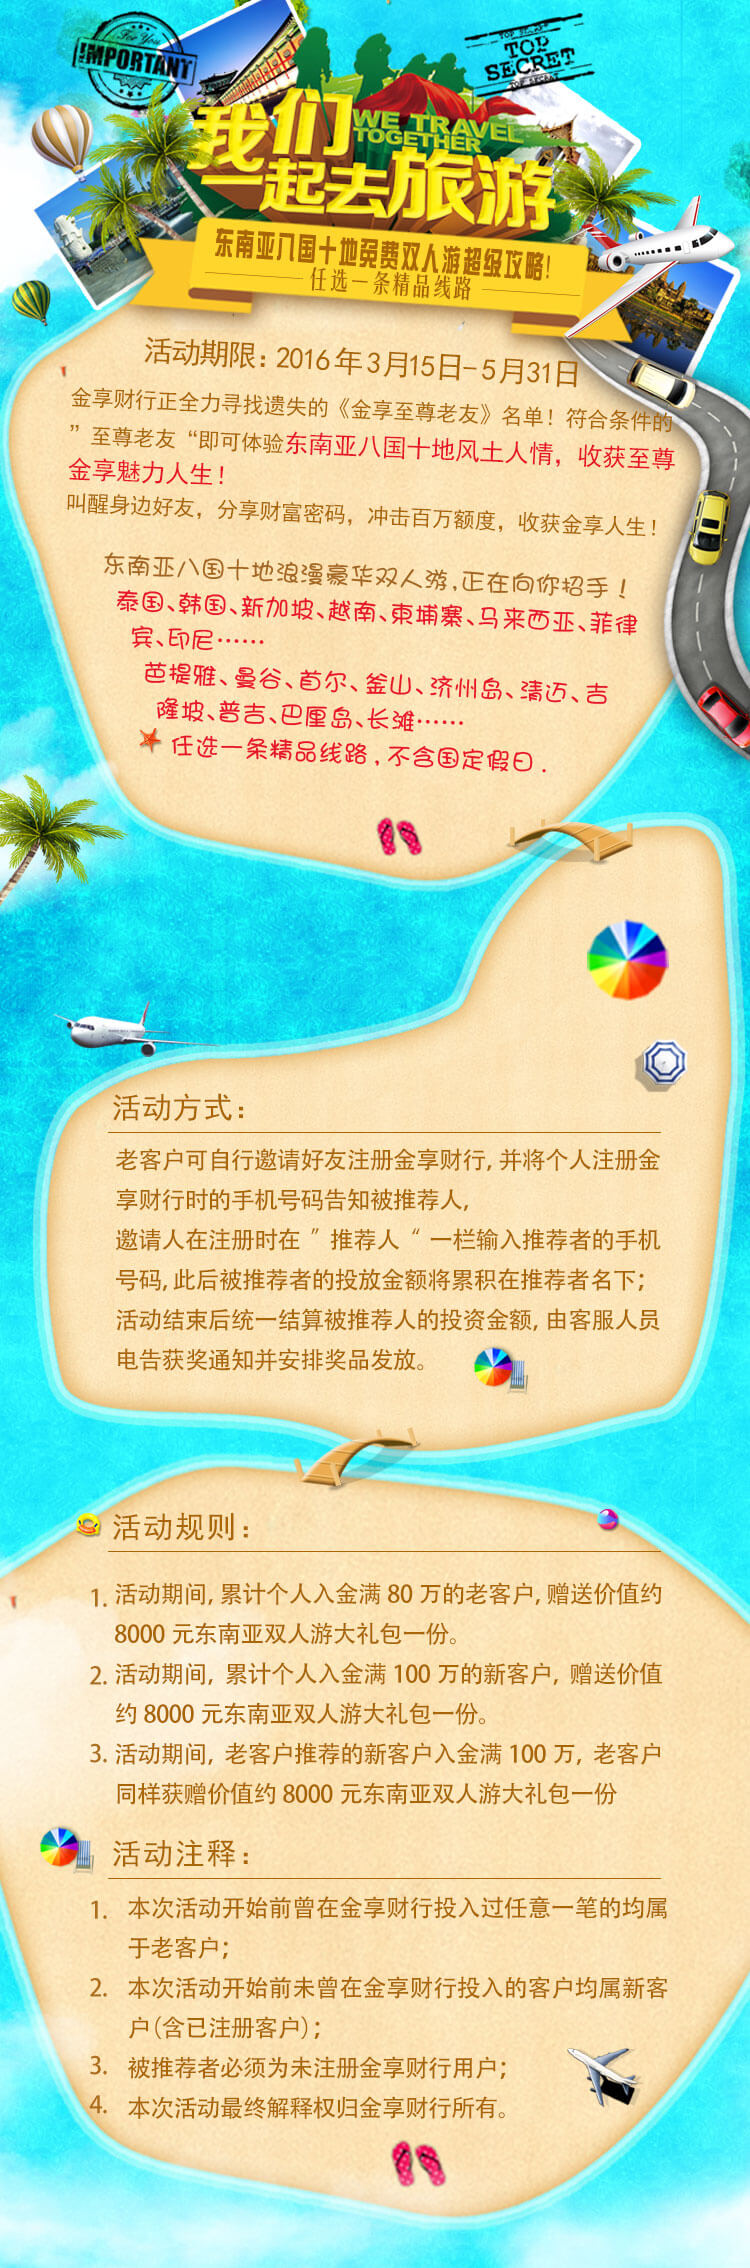 For You
IMPORTANT
TOP SECRET
TOP
SECRET
TOP SECRET
WE TRAVEL
TOGETHER
我们
一起去旅游
东南亚八国十地免费双人游超级攻略!
任选一条精品线路
活动期限：2016年3月15日-5月31日
金享财行正全力寻找遗失的《金享至尊老友》名单！符合条件的
”至尊老友“即可体验东南亚八国十地风土人情，收获至尊
金享魅力人生！
叫醒身边好友，分享财富密码，冲击百万额度，收获金享人生！
东南亚八国十地浪漫豪华双人游,正在向你招手！
泰国、韩国、新加坡、越南、柬埔寨、马来西亚、菲律
宾、印尼……
芭提雅、曼谷、首尔、釜山、济州岛、清迈、吉
隆坡、普吉、巴厘岛、长滩……
任选一条精品线路,不含国定假日.
活动方式：
老客户可自行邀请好友注册金享财行,并将个人注册金
享财行时的手机号码告知被推荐人,
邀请人在注册时在〞推荐人“一栏输入推荐者的手机
号码,此后被推荐者的投放金额将累积在推荐者名下;
活动结束后统一结算被推荐人的投资金额,由客服人员
电告获奖通知并安排奖品发放。
活动规则：
1. 活动期间,累计个人入金满80万的老客户,赠送价值约
8000元东南亚双人游大礼包一份。
2. 活动期间，累计个人入金满100万的新客户，赠送价值
约8000元东南亚双人游大礼包一份。
3. 活动期间，老客户推荐的新客户入金满100万，老客户
同样获赠价值约8000元东南亚双人游大礼包一份
活动注释：
1. 本次活动开始前曾在金享财行投入过任意一笔的均属
于老客户;
2. 本次活动开始前未曾在金享财行投入的客户均属新客
户(含已注册客户);
3. 被推荐者必须为未注册金享财行用户;
4. 本次活动最终解释权归金享财行所有。